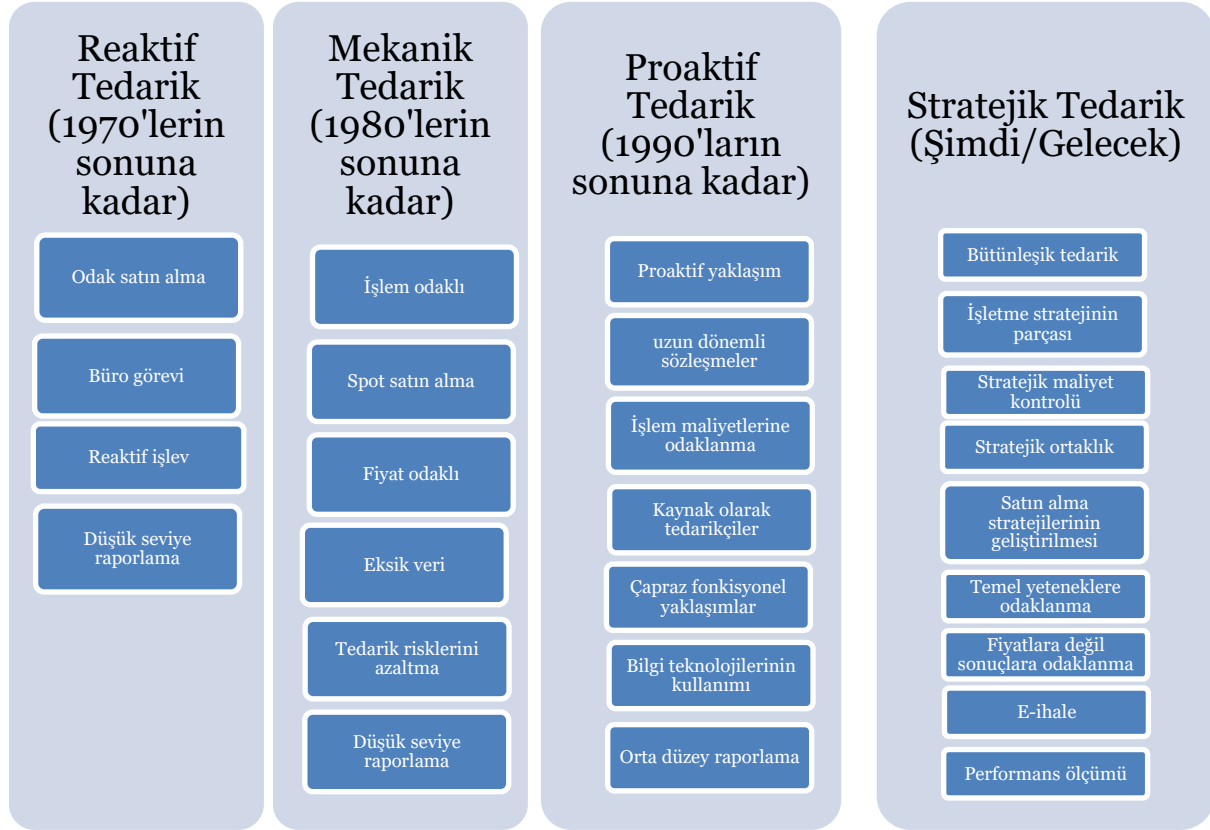 Reaktif
Tedarik
(1970'lerin
sonuna
kadar)
Odak satın alma
Büro görevi
Reaktif işlev
Düşük seviye
raporlama
Mekanik
Tedarik
(1980'lerin
sonuna
kadar)
İşlem odaklı
Spot satın alma
Fiyat odaklı
Eksik veri
Tedarik risklerini
azaltma
Düşük seviye
raporlama
Proaktif
Tedarik
(1990'ların
sonuna kadar)
Proaktif yaklaşım
uzun dönemli
sözleşmeler
İşlem maliyetlerine
odaklanma
Kaynak olarak
tedarikçiler
Çapraz fonkisyonel
yaklaşımlar
Bilgi teknolojilerinin
kullanımı
Orta düzey raporlama
Stratejik Tedarik
(Şimdi/Gelecek)
Bütünleşik tedarik
İşletme stratejinin
parçası
Stratejik maliyet
kontrolü
Stratejik ortaklık
Satın alma
stratejilerinin
geliştirilmesi
Temel yeteneklere
odaklanma
Fiyatlara değil
sonuçlara odaklanma
E-ihale
Performans ölçümü